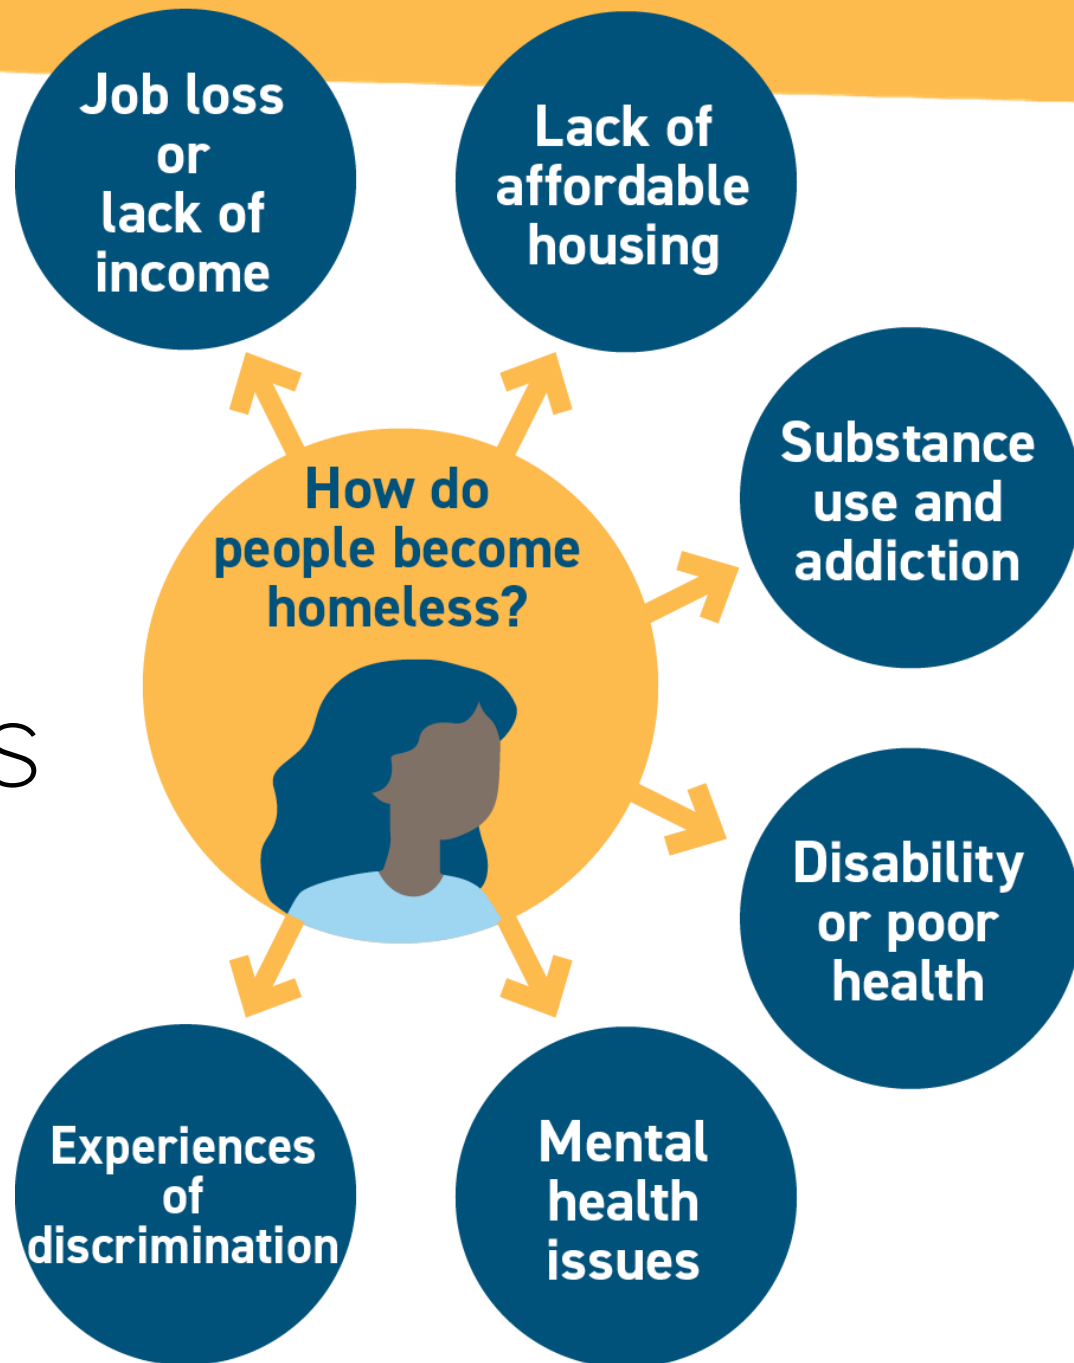 Job loss
or
lack of
income
Lack of
affordable
housing
Substance
use and
addiction
How do
people become
homeless?
s
Disability
or poor
health
Experiences
of
discrimination
Mental
health
issues